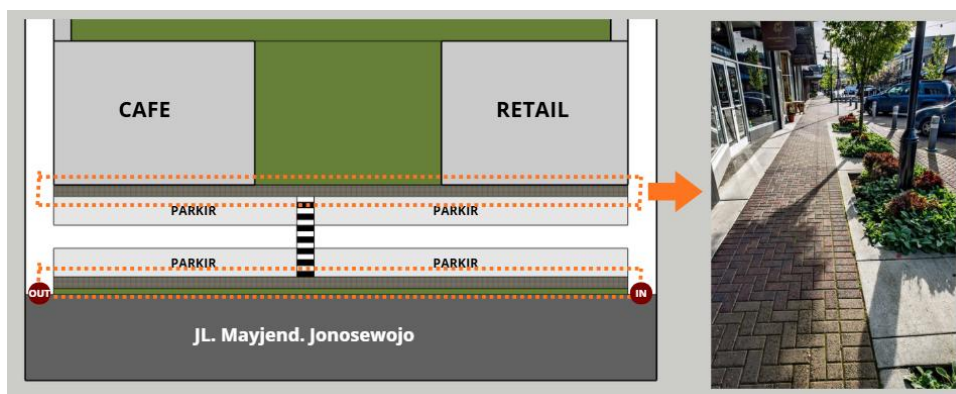 CAFE
RETAIL
PARKIR
PARKIR
PARKIR
PARKIR
OUT
IN
JL. Mayjend. Jonosewojo